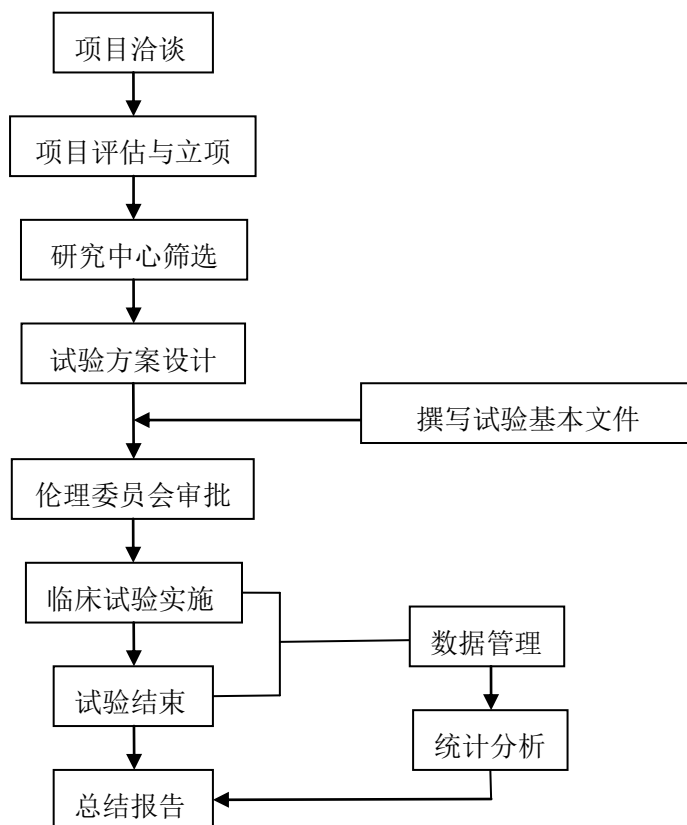 项目洽谈
项目评估与立项
研究中心筛选
试验方案设计
撰写试验基本文件
伦理委员会审批
临床试验实施
数据管理
试验结束
统计分析
总结报告